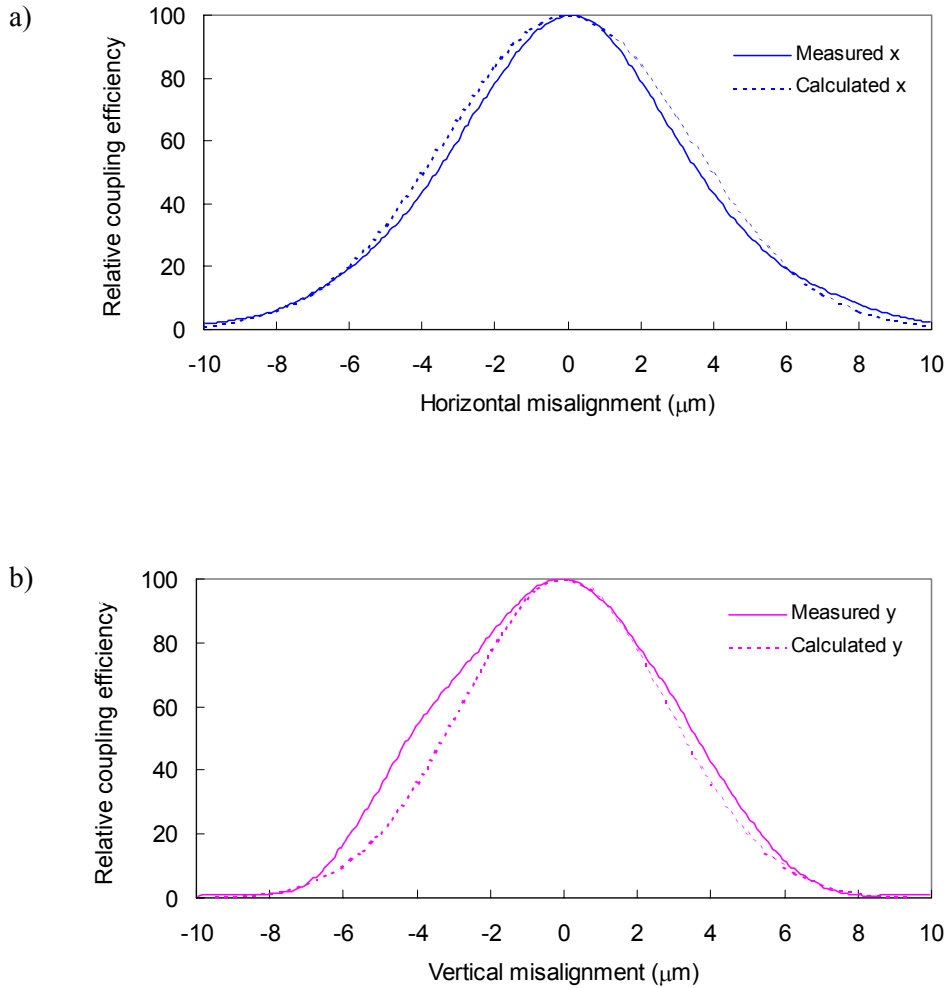 a)
Relative coupling efficiency
100
80
60
40
20
0
Measured x
Calculated x
-10 -8 -6 -4 -2 0 2 4 6 8 10
Horizontal misalignment (μm)
b)
Relative coupling efficiency
100
80
60
40
20
0
Measured y
Calculated y
-10 -8 -6 -4 -2 0 2 4 6 8 10
Vertical misalignment (μm)